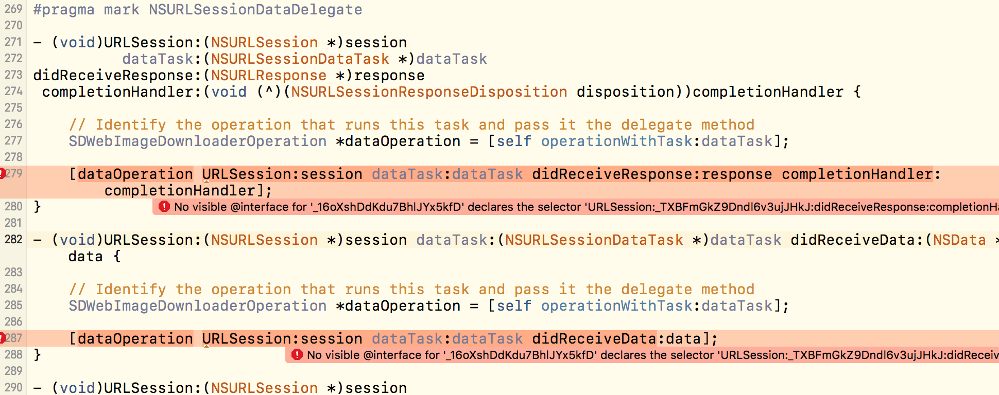 269 #pragma mark NSURLSessionDataDelegate
270
271 - (void)URLSession:(NSURLSession *)session
272 dataTask:(NSURLSessionDataTask *)dataTask
273 didReceiveResponse:(NSURLResponse *)response
274 completionHandler:(void (^)(NSURLSessionResponseDisposition disposition))completionHandler {
275
276 // Identify the operation that runs this task and pass it the delegate method
277 SDWebImageDownloaderOperation *dataOperation = [self operationWithTask:dataTask];
278
279 [dataOperation URLSession:session dataTask:dataTask didReceiveResponse:response completionHandler:
completionHandler];
280 } No visible @interface for '_16oXshDdKdu7BhlJYx5kfD' declares the selector 'URLSession:_TXBFmGkZ9Dndl6v3ujJHkJ:didReceiveResponse:completionHa
281
282 - (void)URLSession:(NSURLSession *)session dataTask:(NSURLSessionDataTask *)dataTask didReceiveData:(NSData *
data {
283
284 // Identify the operation that runs this task and pass it the delegate method
285 SDWebImageDownloaderOperation *dataOperation = [self operationWithTask:dataTask];
286
287 [dataOperation URLSession:session dataTask:dataTask didReceiveData:data];
288 } No visible @interface for '_16oXshDdKdu7BhlJYx5kfD' declares the selector 'URLSession:_TXBFmGkZ9Dndl6v3ujJHkJ:didReceiv
289
290 - (void)URLSession:(NSURLSession *)session